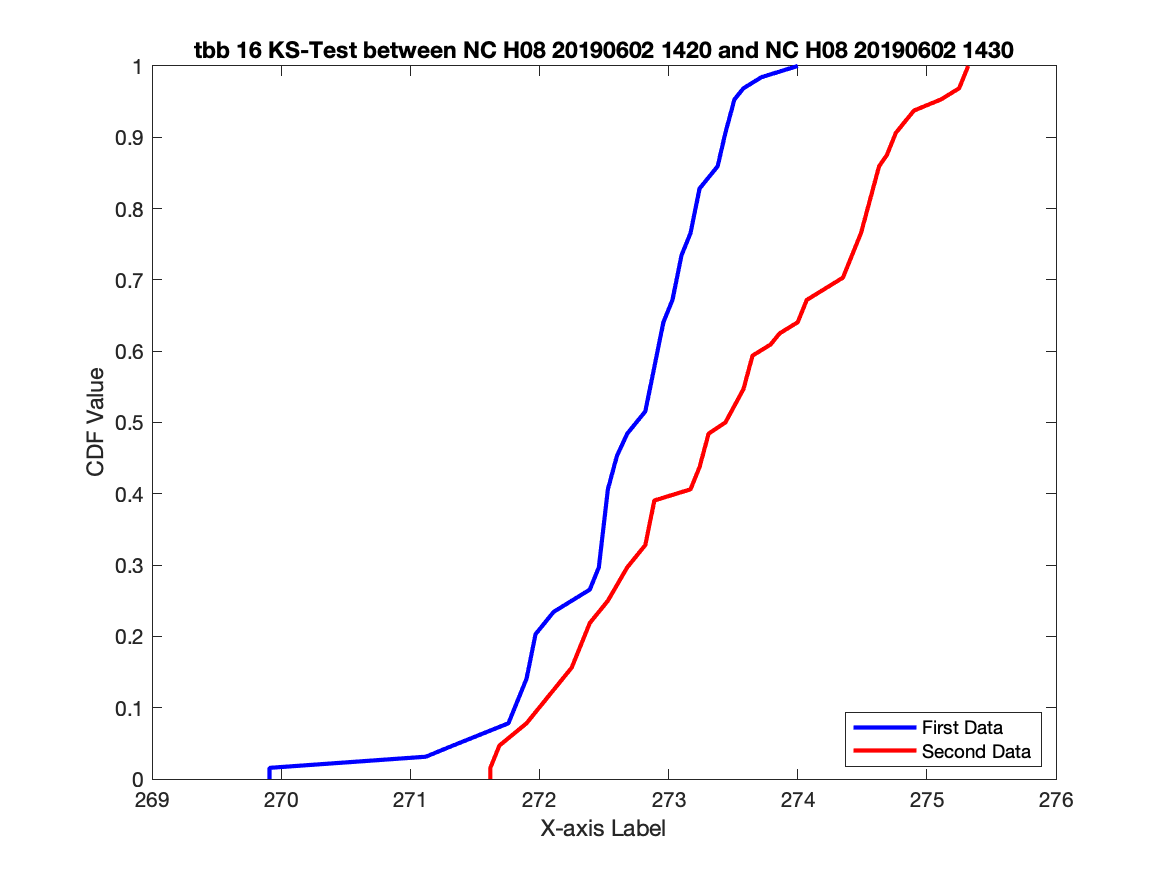 tbb 16 KS-Test between NC H08 20190602 1420 and NC H08 20190602 1430
1
0.9
0.8
0.7
0.6
0.5
0.4
0.3
0.2
0.1
0
CDF Value
269 270 271 272 273 274 275 276
X-axis Label
First Data
Second Data